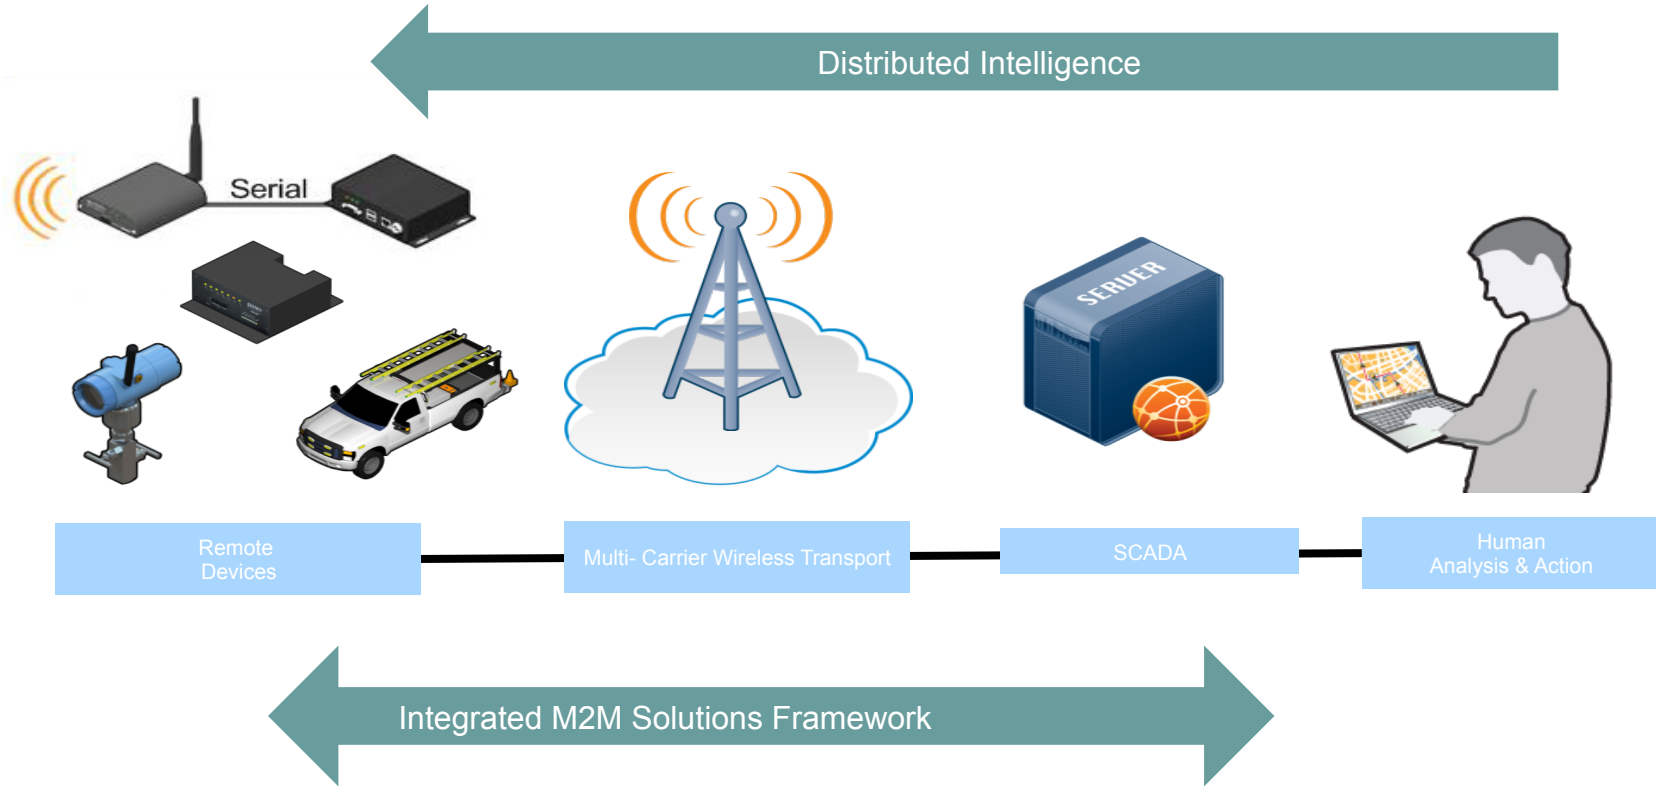 Distributed Intelligence
Serial
SERVER
Remote
Devices
Multi- Carrier Wireless Transport
SCADA
Human
Analysis & Action
Integrated M2M Solutions Framework